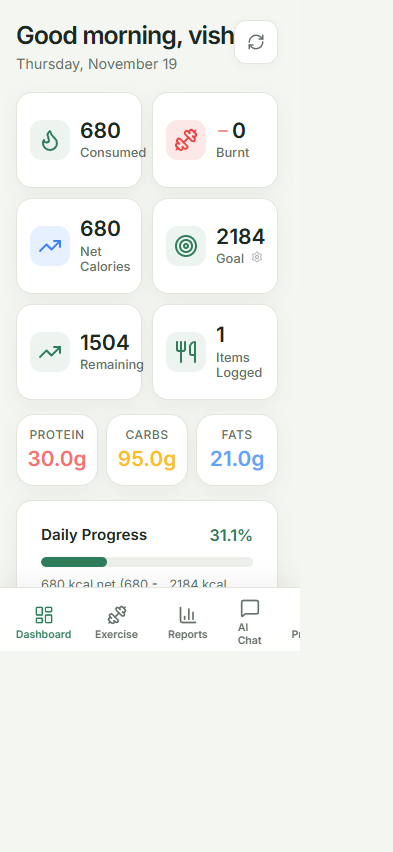 Good morning, vish
Thursday, November 19
680
Consumed
−0
Burnt
680
Net
Calories
2184
Goal
1504
Remaining
1
Items
Logged
PROTEIN
30.0g
CARBS
95.0g
FATS
21.0g
Daily Progress
31.1%
680 kcal net (680 - 2184 kcal
Dashboard
Exercise
Reports
AI
Chat